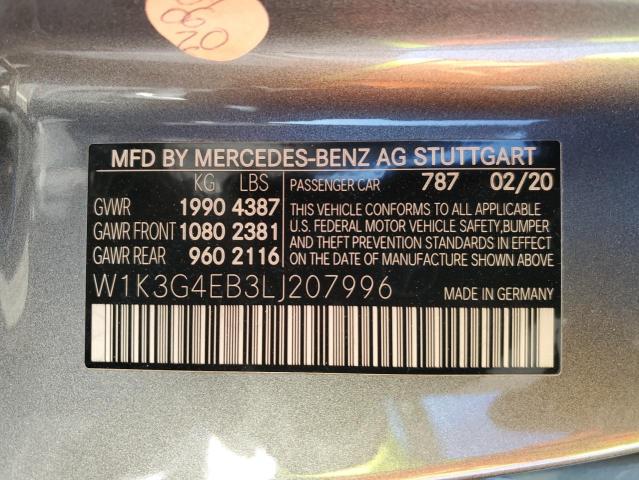 MFD BY MERCEDES-BENZ AG STUTTGART
KG LBS
GVWR 1990 4387
GAWR FRONT 1080 2381
GAWR REAR 960 2116
PASSENGER CAR 787 02/20
THIS VEHICLE CONFORMS TO ALL APPLICABLE
U.S. FEDERAL MOTOR VEHICLE SAFETY,BUMPER
AND THEFT PREVENTION STANDARDS IN EFFECT
ON THE DATE OF MANUFACTURE SHOWN ABOVE
W1K3G4EB3LJ207996
MADE IN GERMANY